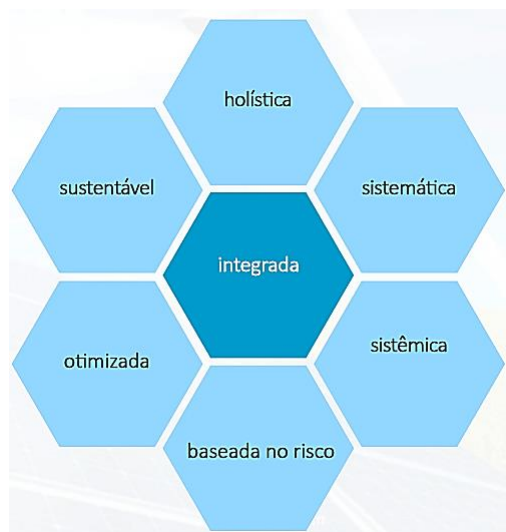 holística
sustentável
sistemática
integrada
otimizada
sistêmica
baseada no risco